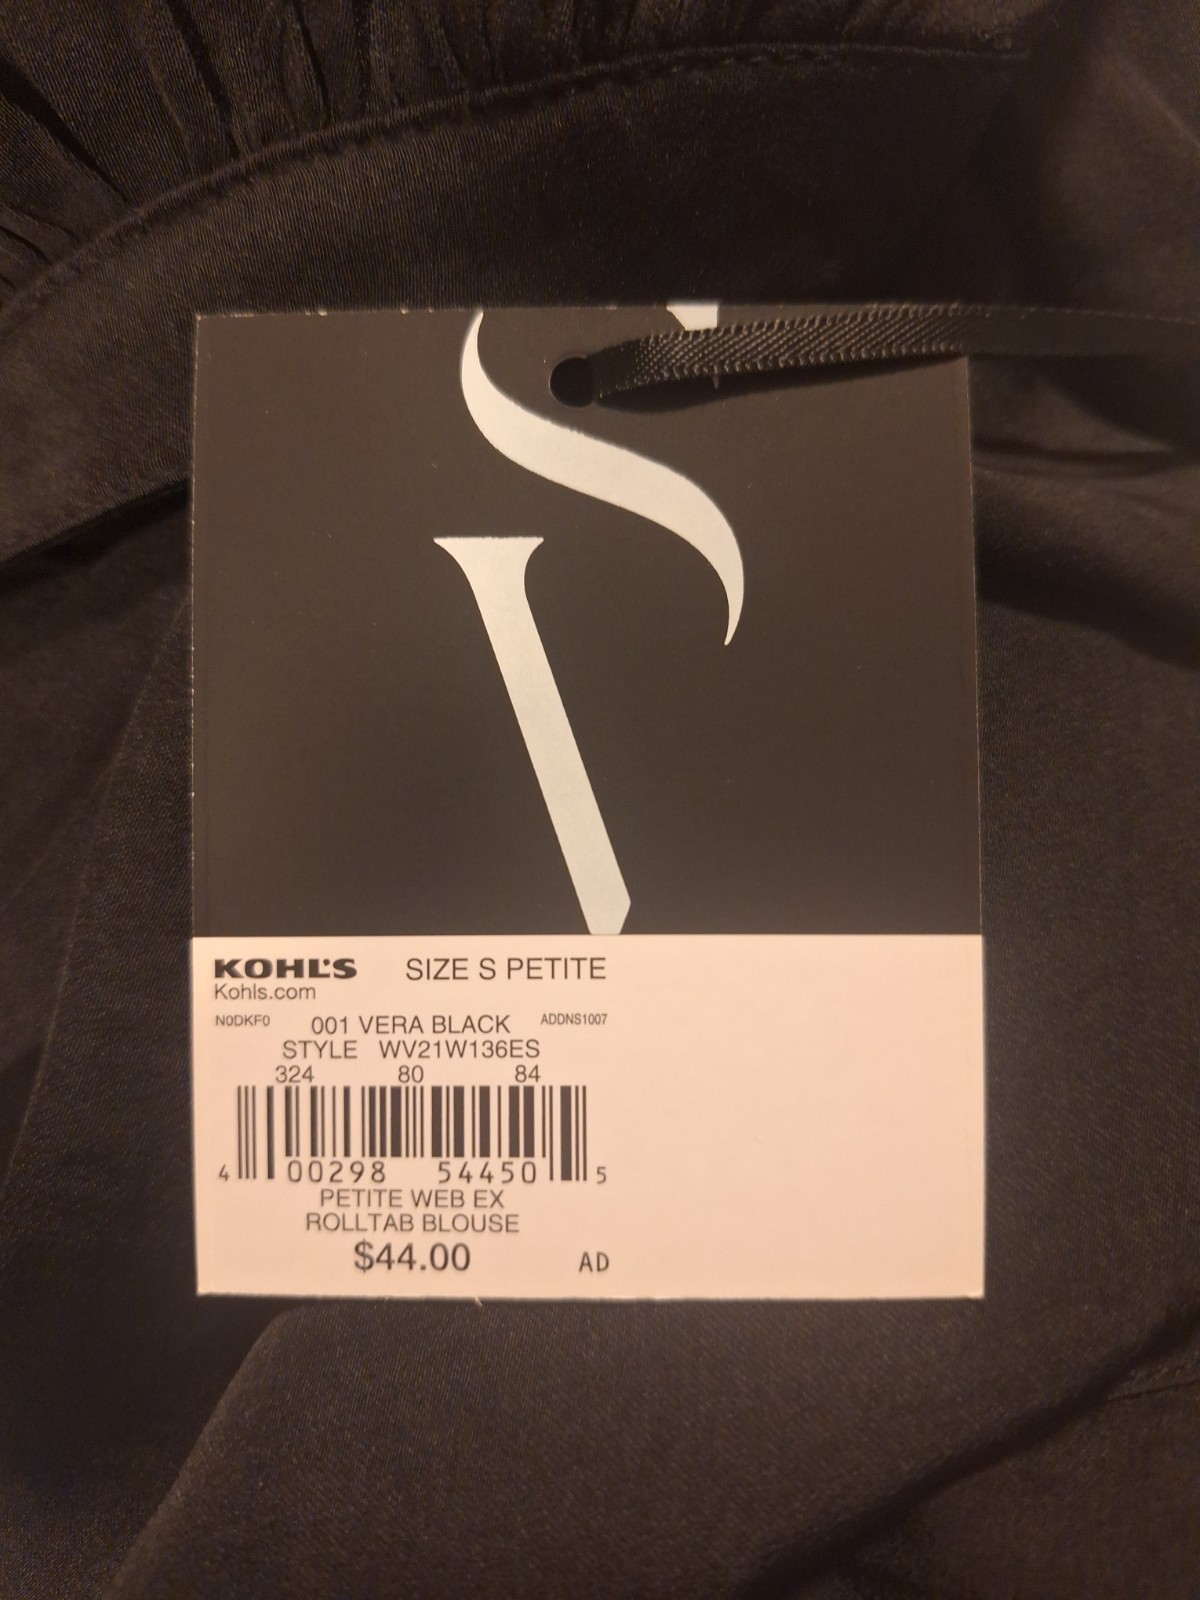 KOHL'S SIZE S PETITE
Kohls.com
N0DKF0 001 VERA BLACK ADDNS1007
STYLE WV21W136ES
324 80 84
4 00298 54450 5
PETITE WEB EX
ROLLTAB BLOUSE
$44.00 AD